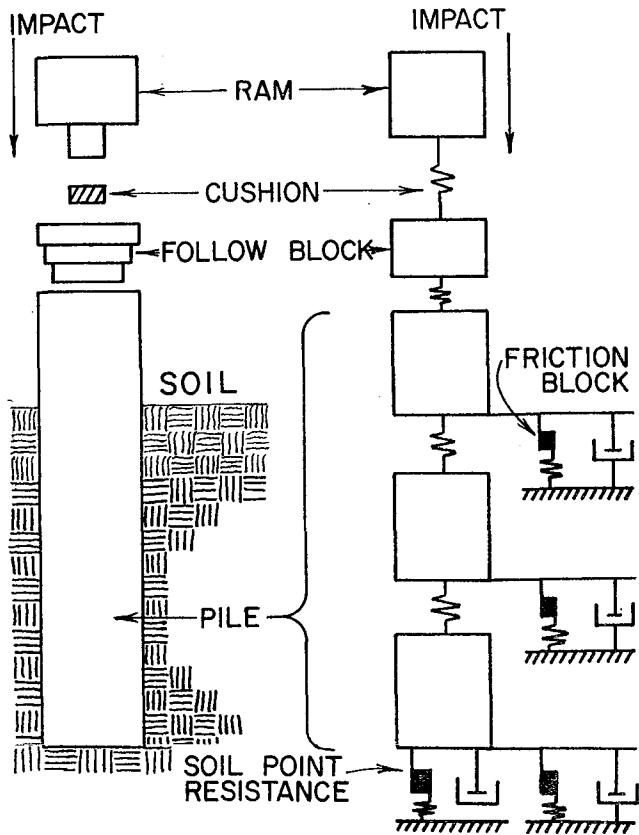 IMPACT
IMPACT
RAM
CUSHION
FOLLOW BLOCK
SOIL
FRICTION
BLOCK
PILE
SOIL POINT
RESISTANCE